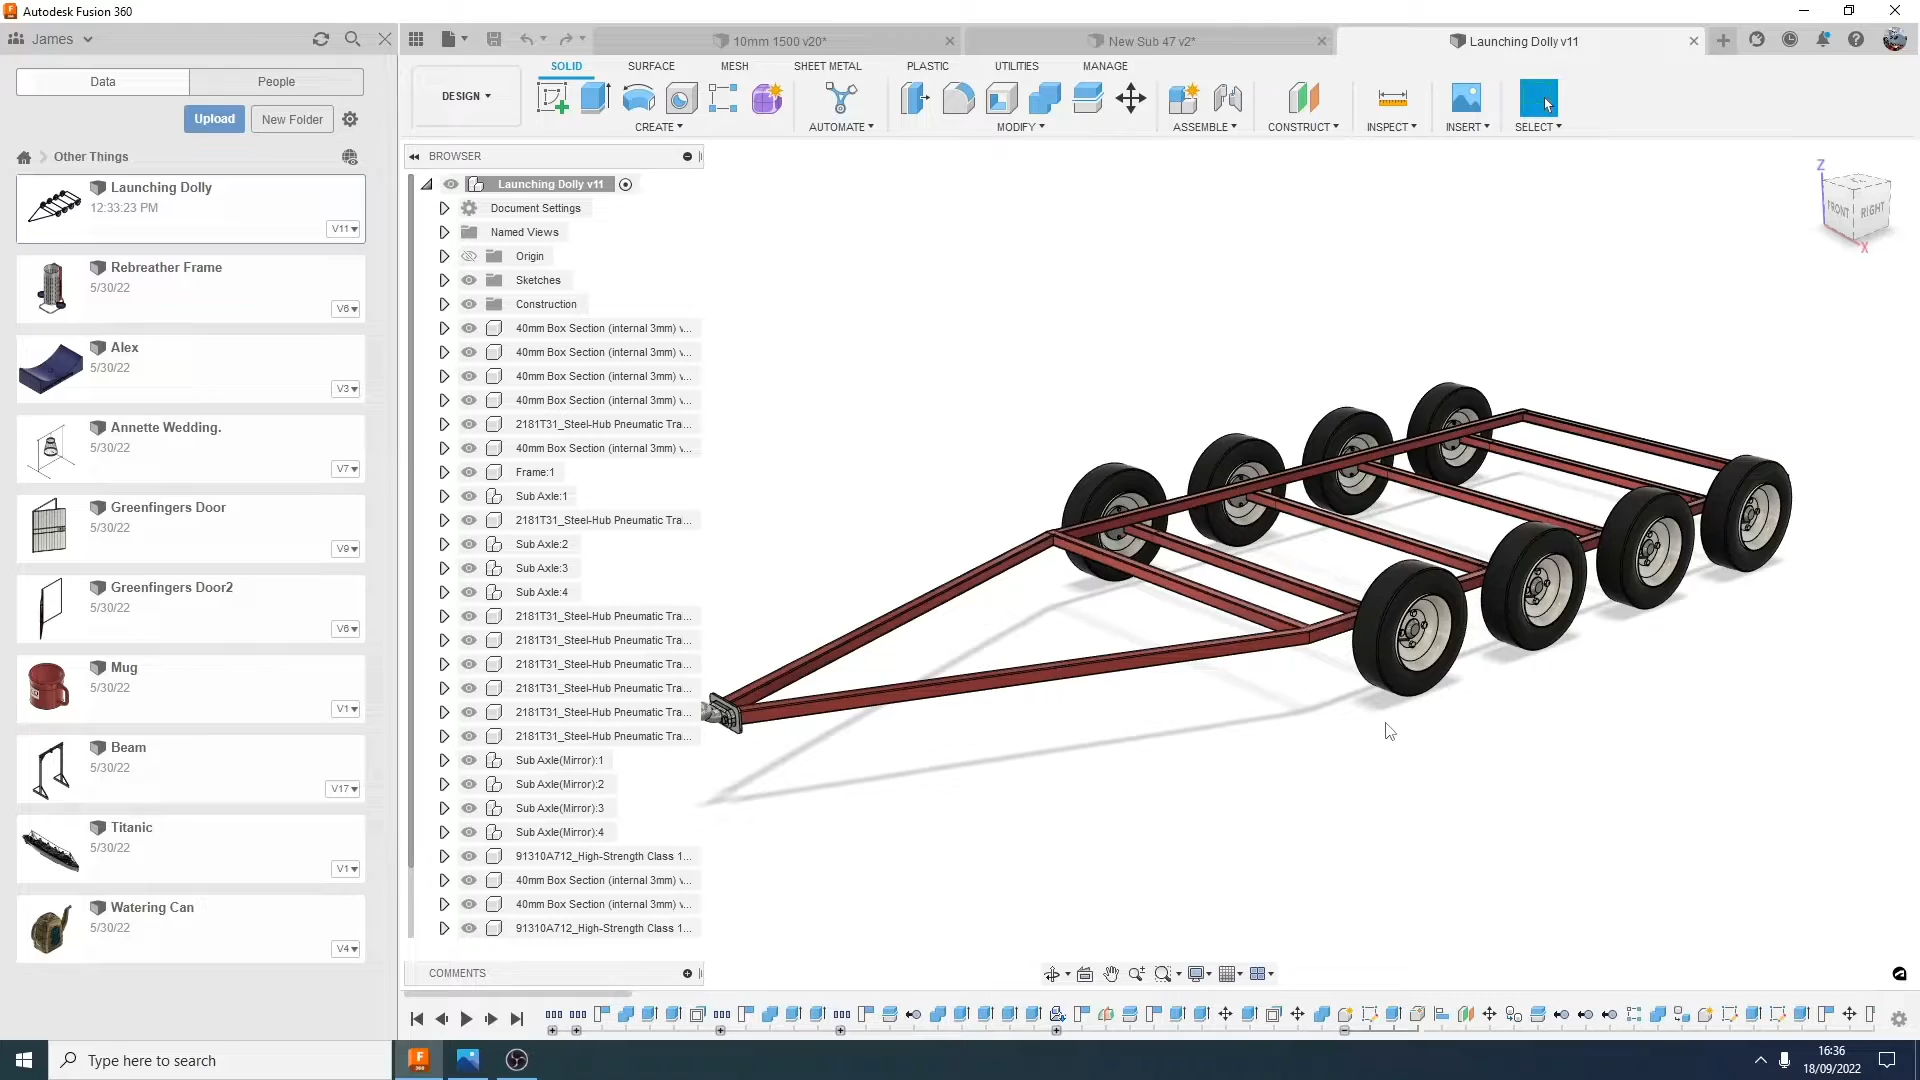 Autodesk Fusion 360
James
10mm 1500 v20*
New Sub 47 v2*
Launching Dolly v11
Data
People
Upload
New Folder
Other Things
Launching Dolly
12:33:23 PM
V11
Rebreather Frame
5/30/22
V6
Alex
5/30/22
V3
Annette Wedding.
5/30/22
V7
Greenfingers Door
5/30/22
V9
Greenfingers Door2
5/30/22
V6
Mug
5/30/22
V1
Beam
5/30/22
V17
Titanic
5/30/22
V1
Watering Can
5/30/22
V4
DESIGN
SOLID
SURFACE
MESH
SHEET METAL
PLASTIC
UTILITIES
MANAGE
CREATE
AUTOMATE
MODIFY
ASSEMBLE
CONSTRUCT
INSPECT
INSERT
SELECT
BROWSER
Launching Dolly v11
Document Settings
Named Views
Origin
Sketches
Construction
40mm Box Section (internal 3mm) v...
40mm Box Section (internal 3mm) v...
40mm Box Section (internal 3mm) v...
40mm Box Section (internal 3mm) v...
2181T31_Steel-Hub Pneumatic Tra...
40mm Box Section (internal 3mm) v...
Frame:1
Sub Axle:1
2181T31_Steel-Hub Pneumatic Tra...
Sub Axle:2
Sub Axle:3
Sub Axle:4
2181T31_Steel-Hub Pneumatic Tra...
2181T31_Steel-Hub Pneumatic Tra...
2181T31_Steel-Hub Pneumatic Tra...
2181T31_Steel-Hub Pneumatic Tra...
2181T31_Steel-Hub Pneumatic Tra...
2181T31_Steel-Hub Pneumatic Tra...
Sub Axle(Mirror):1
Sub Axle(Mirror):2
Sub Axle(Mirror):3
Sub Axle(Mirror):4
91310A712_High-Strength Class 1...
40mm Box Section (internal 3mm) v...
40mm Box Section (internal 3mm) v...
91310A712_High-Strength Class 1...
COMMENTS
Z
FRONT
RIGHT
X
Type here to search
16:36
18/09/2022